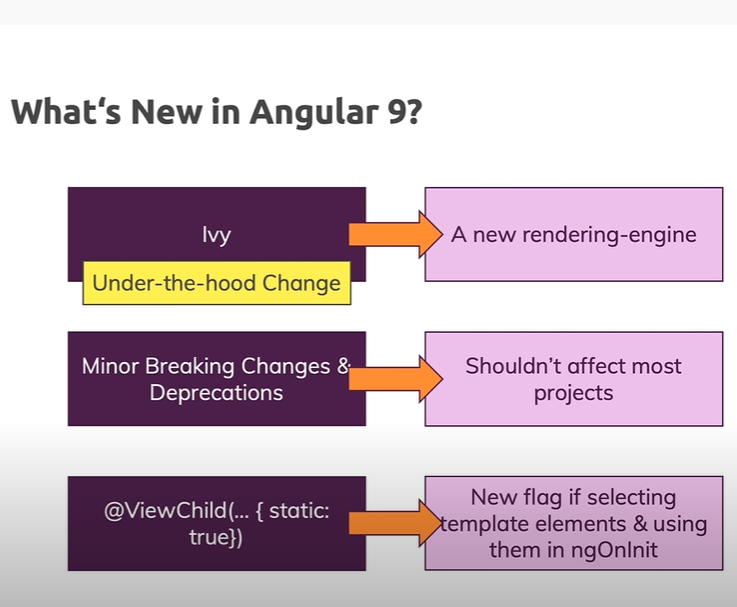 What‘s New in Angular 9?
Ivy
A new rendering-engine
Under-the-hood Change
Minor Breaking Changes &
Deprecations
Shouldn’t affect most
projects
@ViewChild(... { static:
true})
New flag if selecting
template elements & using
them in ngOnInit